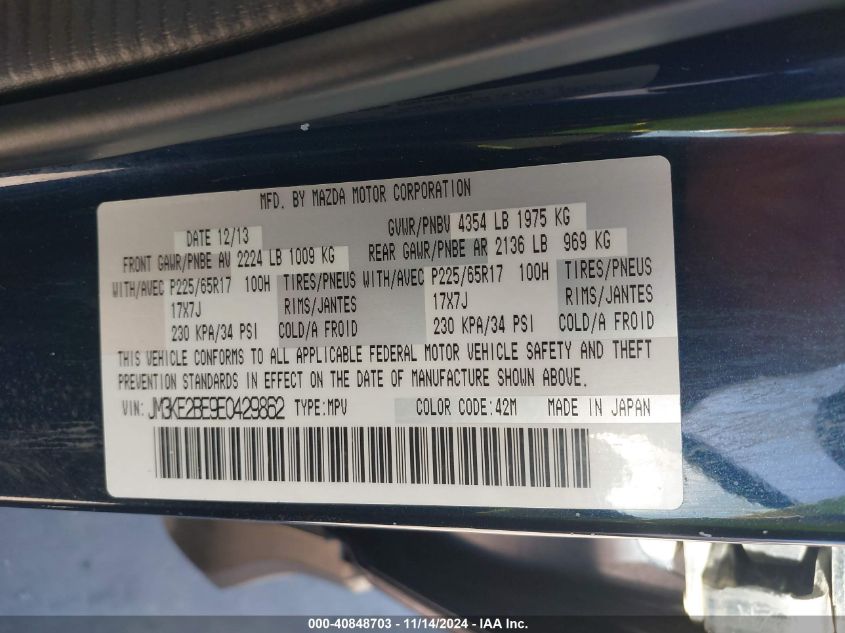 MFD. BY MAZDA MOTOR CORPORATION
DATE 12/13 GVWR/PNBV 4354 LB 1975 KG
FRONT GAWR/PNBE AV 2224 LB 1009 KG REAR GAWR/PNBE AR 2136 LB 969 KG
WITH/AVEC P225/65R17 100H TIRES/PNEUS WITH/AVEC P225/65R17 100H TIRES/PNEUS
17X7J RIMS/JANTES 17X7J RIMS/JANTES
230 KPA/34 PSI COLD/A FROID 230 KPA/34 PSI COLD/A FROID
THIS VEHICLE CONFORMS TO ALL APPLICABLE FEDERAL MOTOR VEHICLE SAFETY AND THEFT
PREVENTION STANDARDS IN EFFECT ON THE DATE OF MANUFACTURE SHOWN ABOVE.
VIN: JM3KE2BE9E0429862 TYPE:MPV COLOR CODE:42M MADE IN JAPAN
000-40848703 - 11/14/2024 - IAA Inc.